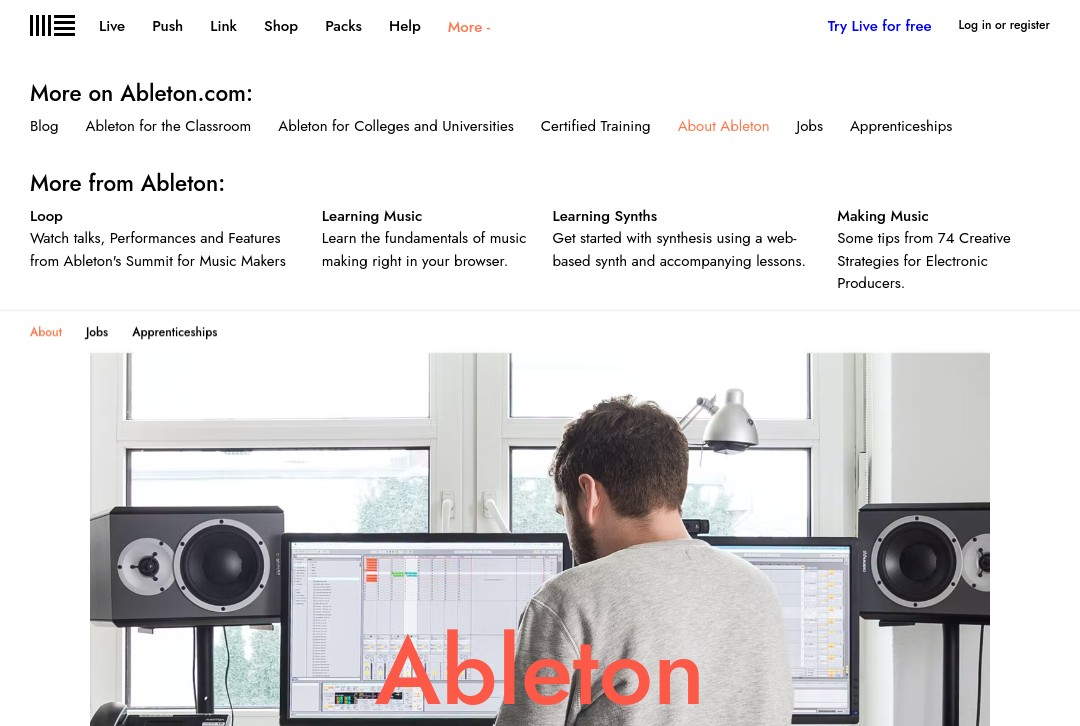 Live Push Link Shop Packs Help More - Try Live for free Log in or register
More on Ableton.com:
Blog Ableton for the Classroom Ableton for Colleges and Universities Certified Training About Ableton Jobs Apprenticeships
More from Ableton:
Loop
Watch talks, Performances and Features
from Ableton's Summit for Music Makers
Learning Music
Learn the fundamentals of music
making right in your browser.
Learning Synths
Get started with synthesis using a web-
based synth and accompanying lessons.
Making Music
Some tips from 74 Creative
Strategies for Electronic
Producers.
About Jobs Apprenticeships
Ableton